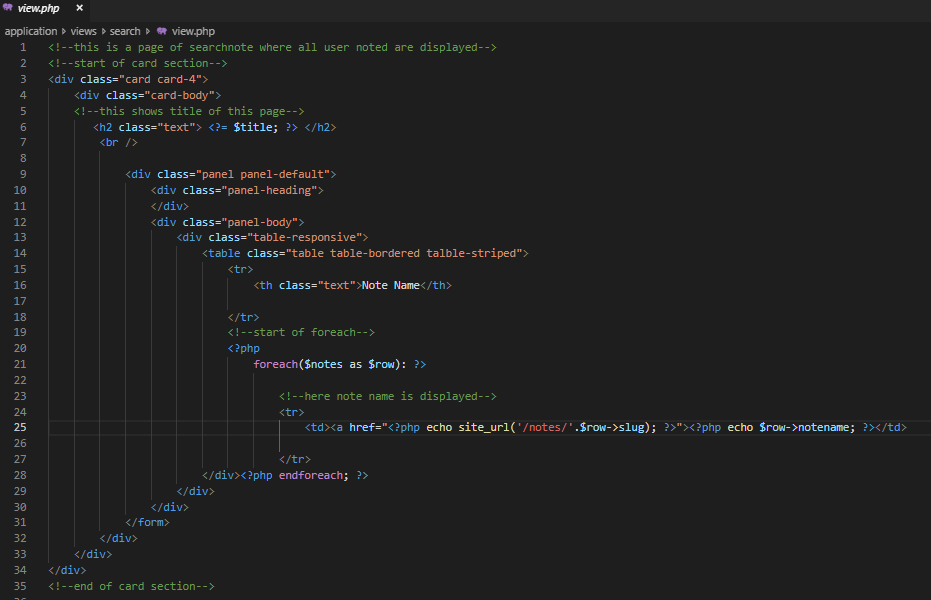 view.php ×
application > views > search > view.php
1 <!--this is a page of searchnote where all user noted are displayed-->
2 <!--start of card section-->
3 <div class="card card-4">
4 <div class="card-body">
5 <!--this shows title of this page-->
6 <h2 class="text"> <?= $title; ?> </h2>
7 <br />
8
9 <div class="panel panel-default">
10 <div class="panel-heading">
11 </div>
12 <div class="panel-body">
13 <div class="table-responsive">
14 <table class="table table-bordered talble-striped">
15 <tr>
16 <th class="text">Note Name</th>
17
18 </tr>
19 <!--start of foreach-->
20 <?php
21 foreach($notes as $row): ?>
22
23 <!--here note name is displayed-->
24 <tr>
25 <td><a href="<?php echo site_url('/notes/'.$row->slug); ?>"><?php echo $row->notename; ?></td>
26
27 </tr>
28 </div><?php endforeach; ?>
29 </div>
30 </div>
31 </form>
32 </div>
33 </div>
34 </div>
35 <!--end of card section-->